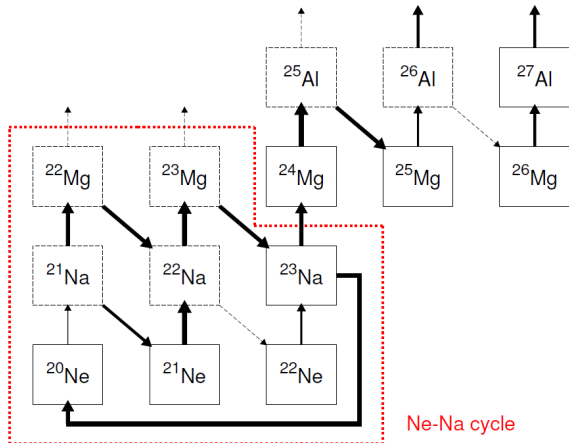 ²⁵Al ²⁶Al ²⁷Al
²²Mg ²³Mg ²⁴Mg ²⁵Mg ²⁶Mg
²¹Na ²²Na ²³Na
²⁰Ne ²¹Ne ²²Ne
Ne-Na cycle